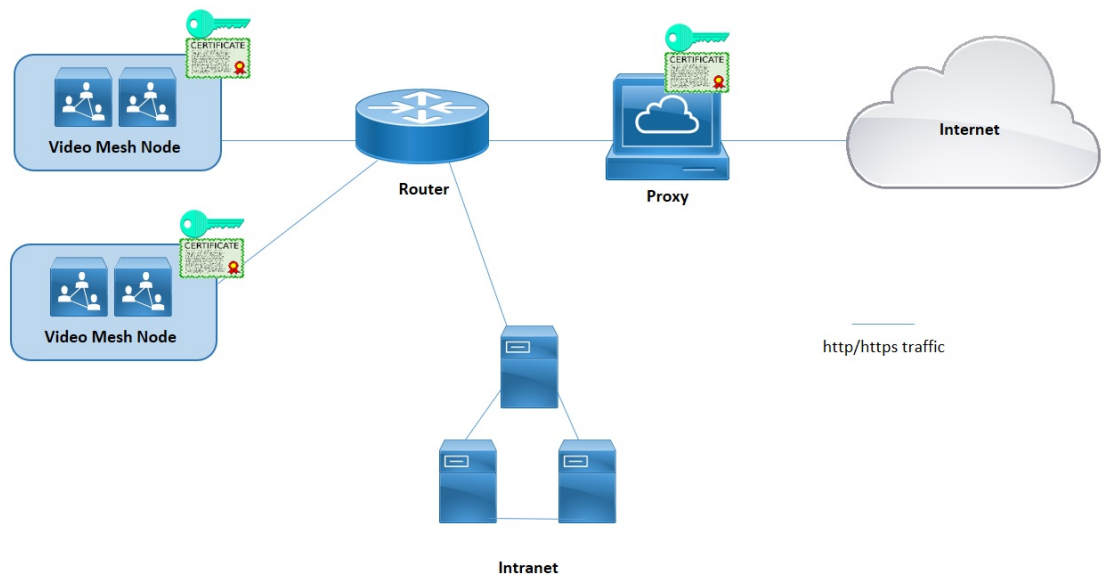 CERTIFICATE
Video Mesh Node
CERTIFICATE
Video Mesh Node
Router
CERTIFICATE
Proxy
Internet
http/https traffic
Intranet